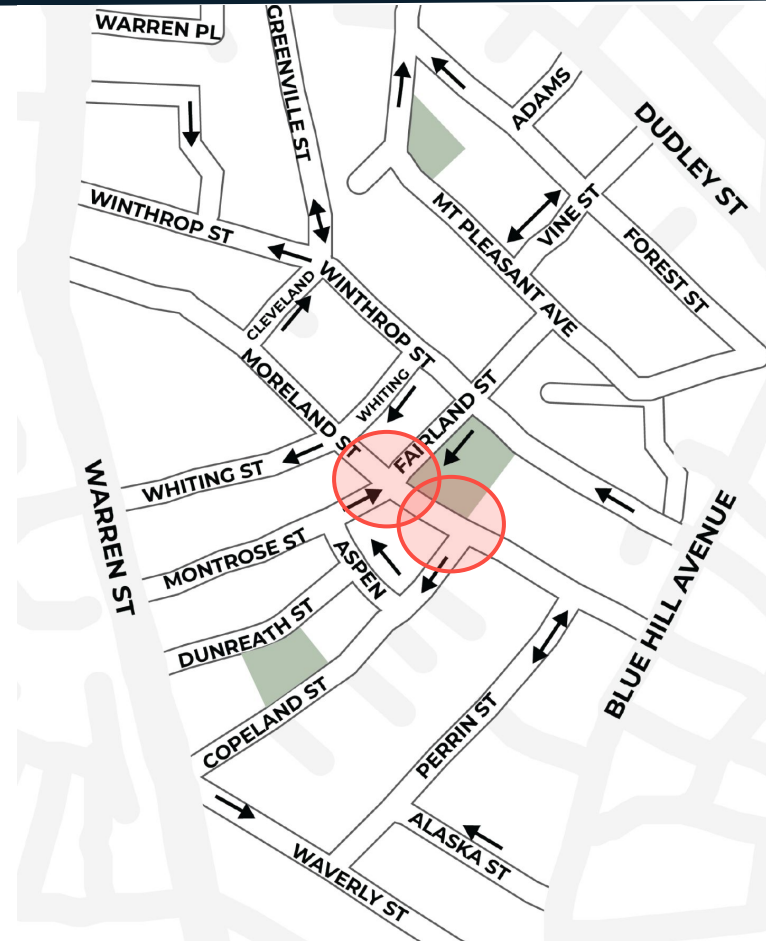 WARREN PL
GREENVILLE ST
ADAMS
DUDLEY ST
WINTHROP ST
MT PLEASANT AVE
VINE ST
FOREST ST
CLEVELAND
WINTHROP ST
MORELAND ST
WHITING
FAIRLAND ST
WHITING ST
WARREN ST
MONTROSE ST
ASPEN
DUNREATH ST
BLUE HILL AVENUE
COPELAND ST
PERRIN ST
ALASKA ST
WAVERLY ST